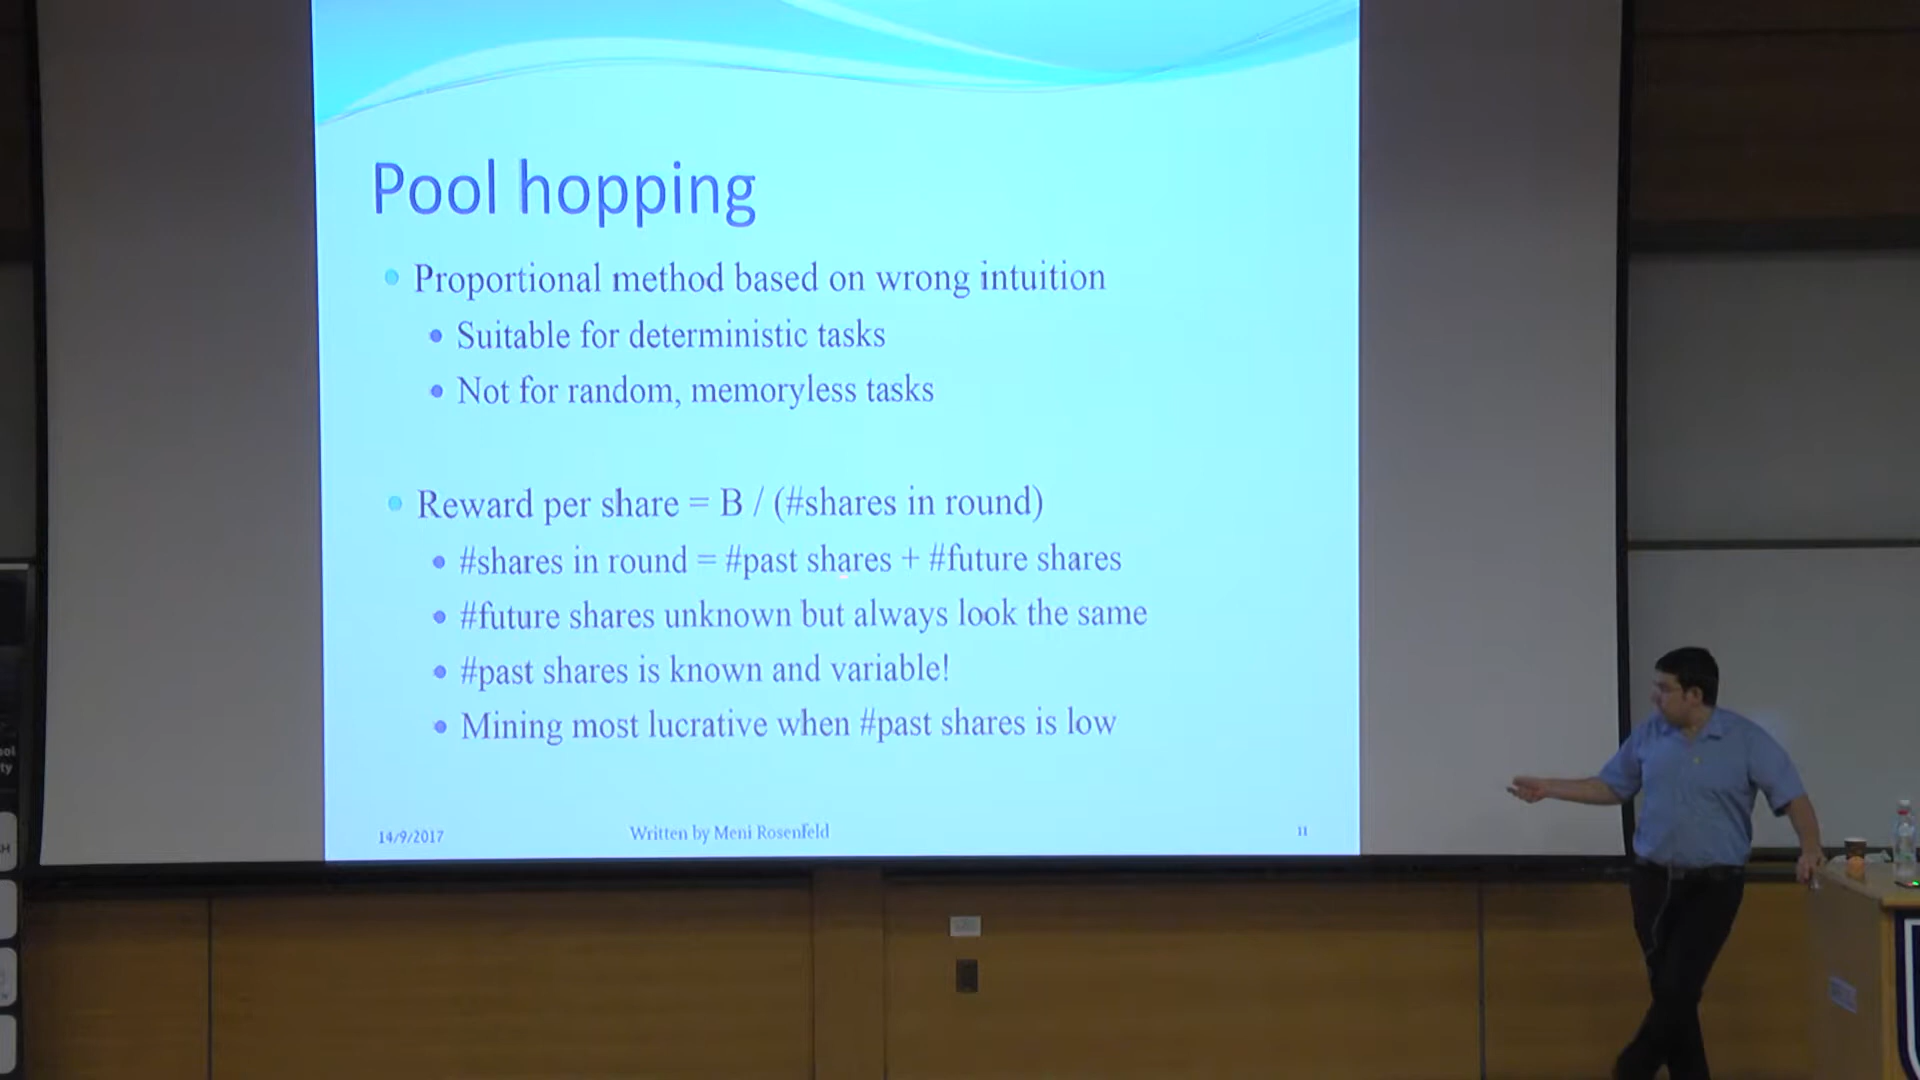 Pool hopping
Proportional method based on wrong intuition
Suitable for deterministic tasks
Not for random, memoryless tasks
Reward per share = B / (#shares in round)
#shares in round = #past shares + #future shares
#future shares unknown but always look the same
#past shares is known and variable!
Mining most lucrative when #past shares is low
14/9/2017
Written by Meni Rosenfeld
11